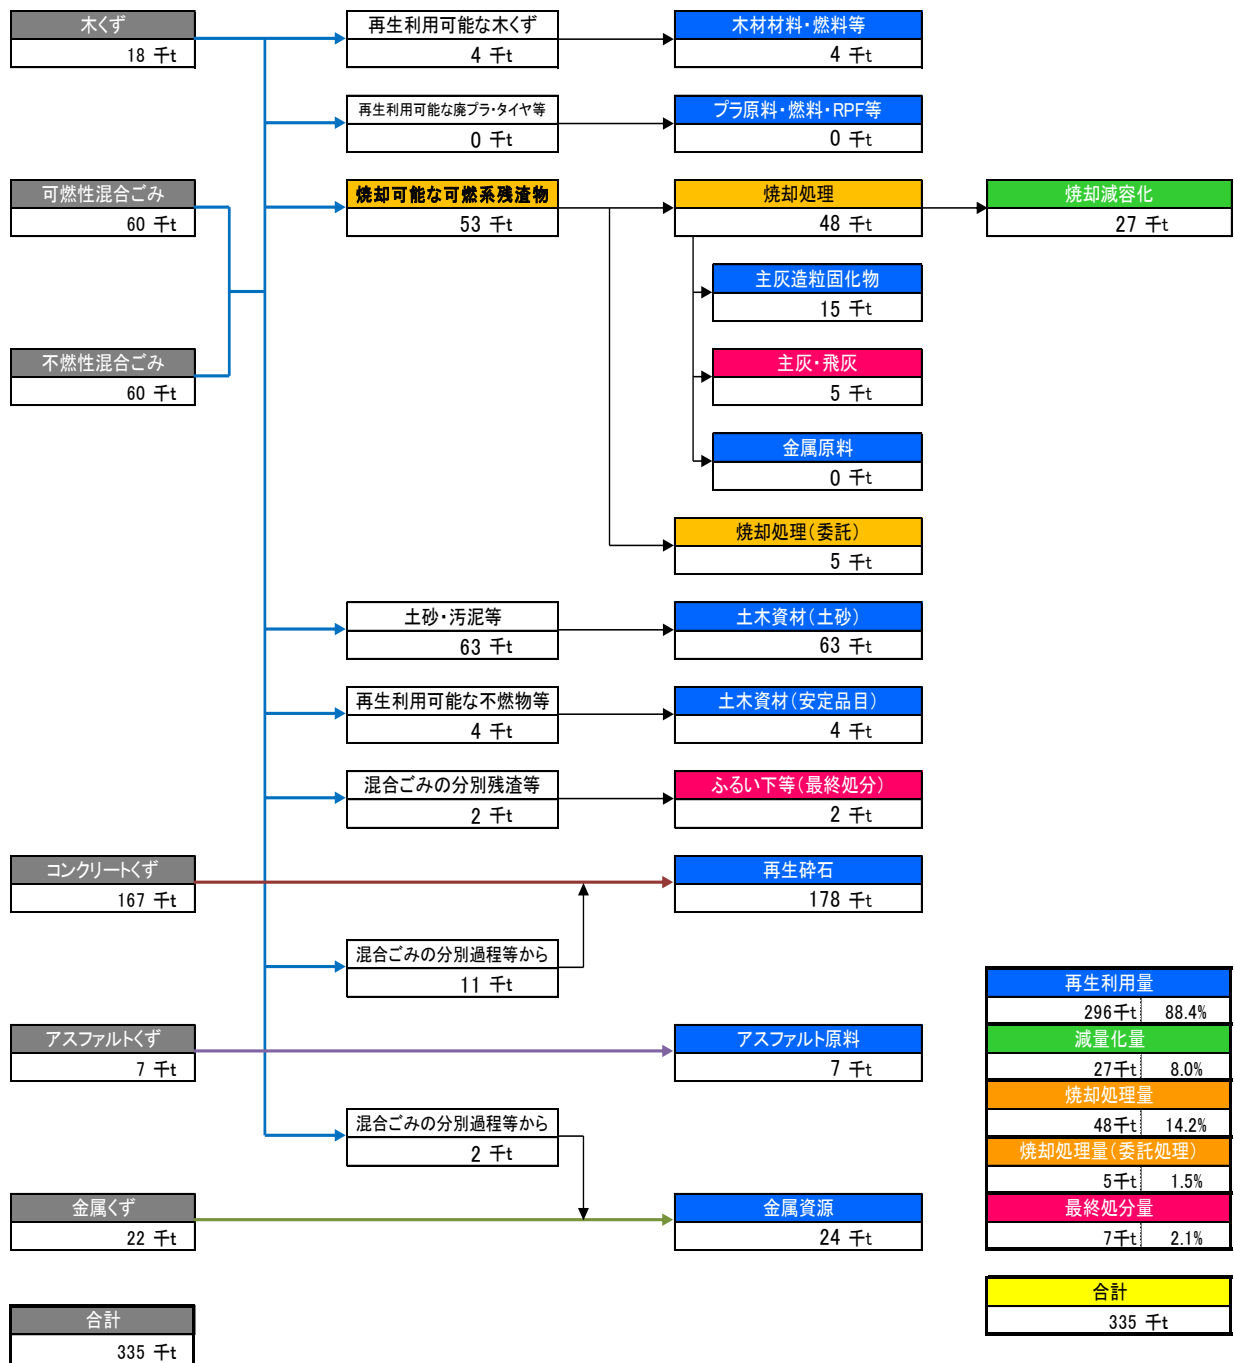 木くず
18 千t
再生利用可能な木くず
4 千t
木材材料・燃料等
4 千t
再生利用可能な廃プラ・タイヤ等
0 千t
プラ原料・燃料・RPF等
0 千t
可燃性混合ごみ
60 千t
焼却可能な可燃系残渣物
53 千t
焼却処理
48 千t
焼却減容化
27 千t
主灰造粒固化物
15 千t
不燃性混合ごみ
60 千t
主灰・飛灰
5 千t
金属原料
0 千t
焼却処理(委託)
5 千t
土砂・汚泥等
63 千t
土木資材(土砂)
63 千t
再生利用可能な不燃物等
4 千t
土木資材(安定品目)
4 千t
混合ごみの分別残渣等
2 千t
ふるい下等(最終処分)
2 千t
コンクリートくず
167 千t
再生砕石
178 千t
混合ごみの分別過程等から
11 千t
アスファルトくず
7 千t
アスファルト原料
7 千t
混合ごみの分別過程等から
2 千t
金属くず
22 千t
金属資源
24 千t
合計
335 千t
再生利用量
296千t 88.4%
減量化量
27千t 8.0%
焼却処理量
48千t 14.2%
焼却処理量(委託処理)
5千t 1.5%
最終処分量
7千t 2.1%
合計
335 千t